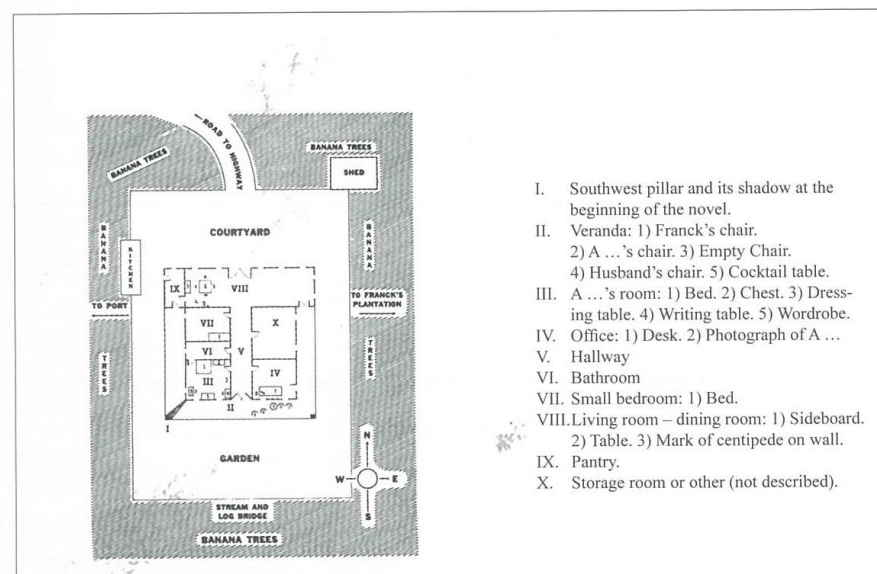 ROAD TO HIGHWAY
BANANA TREES
BANANA TREES
SHED
COURTYARD
BANANA
KITCHEN
BANANA
IX
VIII
TO PORT
TO FRANCK'S
PLANTATION
VII
X
VI
V
III
IV
TREES
TREES
II
I
N
GARDEN
W
E
S
STREAM AND
LOG BRIDGE
BANANA TREES
I. Southwest pillar and its shadow at the
beginning of the novel.
II. Veranda: 1) Franck's chair.
2) A …'s chair. 3) Empty Chair.
4) Husband's chair. 5) Cocktail table.
III. A …'s room: 1) Bed. 2) Chest. 3) Dress-
ing table. 4) Writing table. 5) Wordrobe.
IV. Office: 1) Desk. 2) Photograph of A …
V. Hallway
VI. Bathroom
VII. Small bedroom: 1) Bed.
VIII.Living room – dining room: 1) Sideboard.
2) Table. 3) Mark of centipede on wall.
IX. Pantry.
X. Storage room or other (not described).